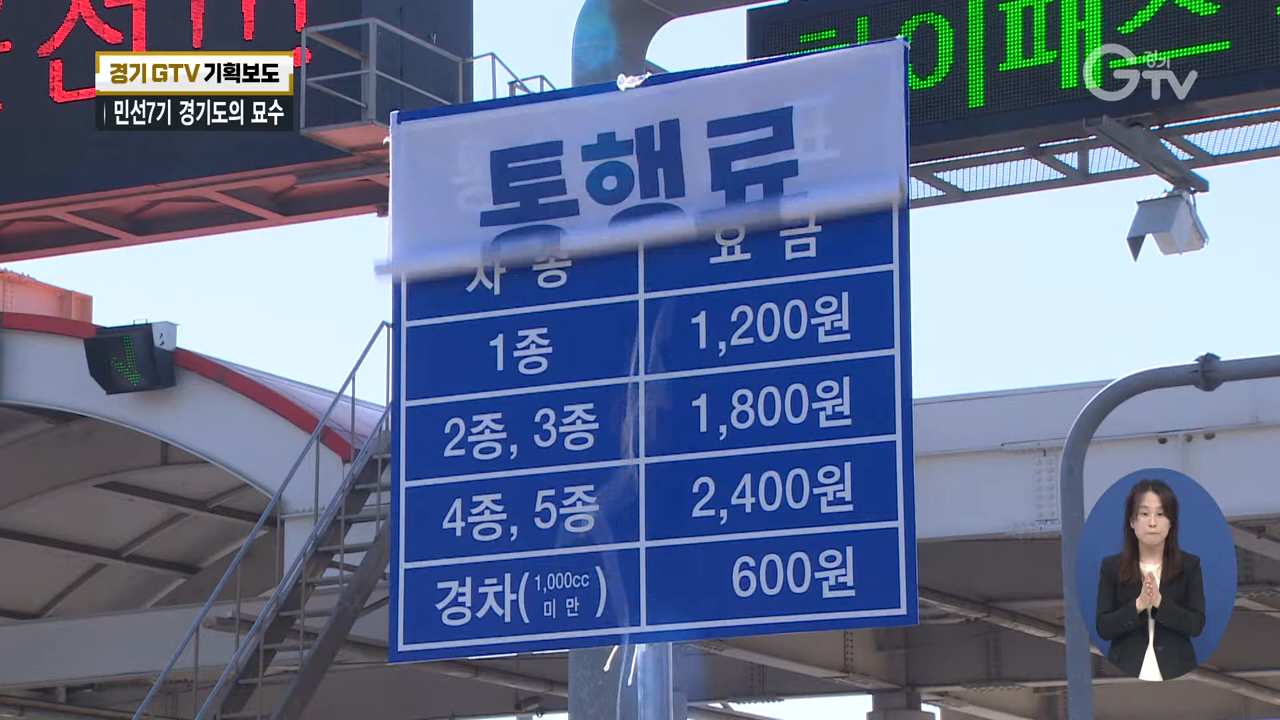 경기 GTV 기획보도
민선7기 경기도의 묘수
하이패스
경기
GTV
통행료
차 종 요 금
1종 1,200원
2종, 3종 1,800원
4종, 5종 2,400원
경차(1,000cc 미만) 600원